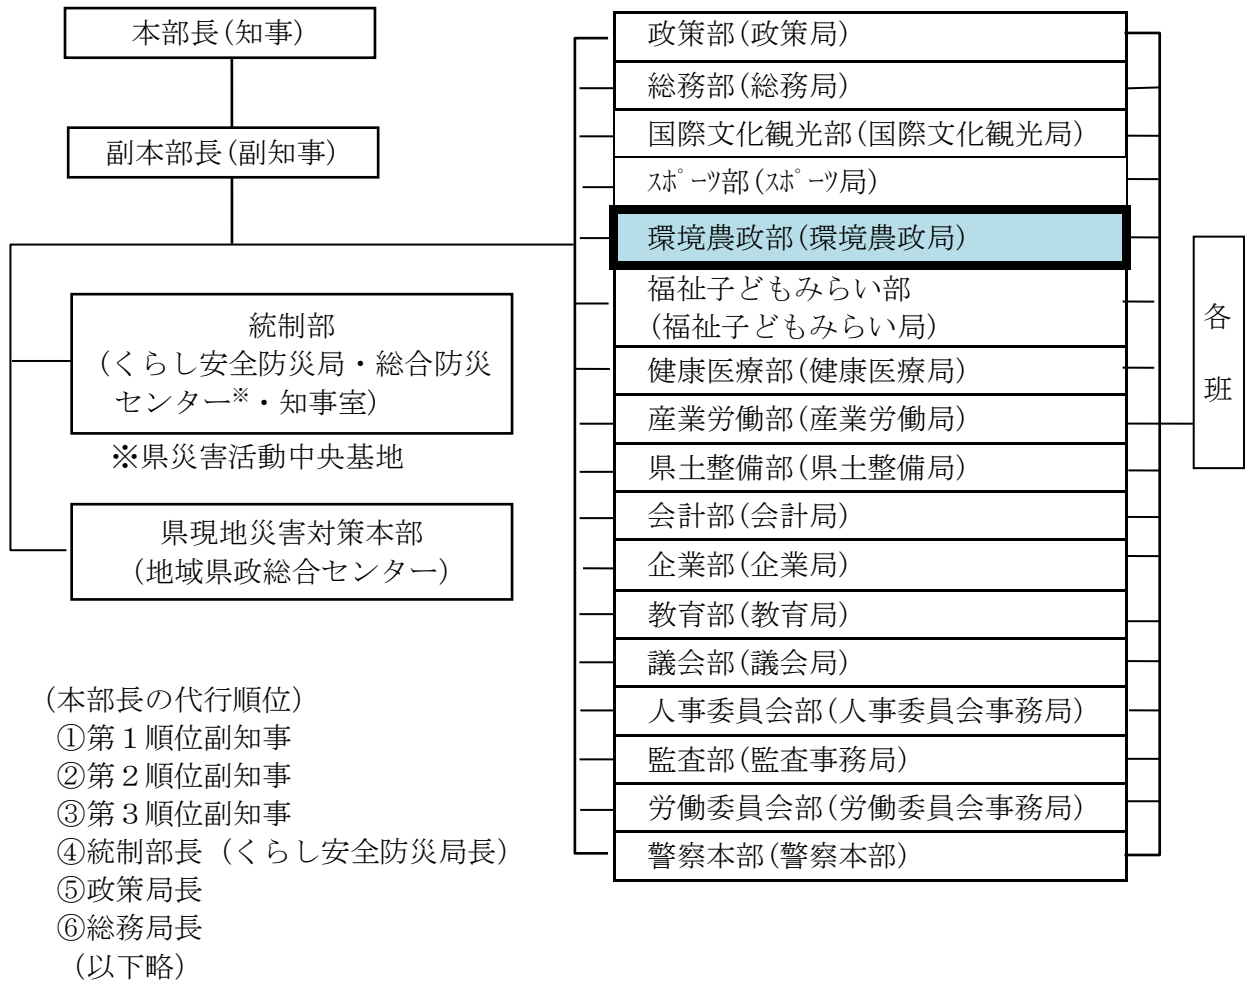 本部長(知事)
副本部長(副知事)
統制部
(くらし安全防災局・総合防災
センター※・知事室)
※県災害活動中央基地
県現地災害対策本部
(地域県政総合センター)
(本部長の代行順位)
①第１順位副知事
②第２順位副知事
③第３順位副知事
④統制部長（くらし安全防災局長）
⑤政策局長
⑥総務局長
(以下略)
政策部(政策局)
総務部(総務局)
国際文化観光部(国際文化観光局)
ｽﾎﾟｰﾂ部(ｽﾎﾟｰﾂ局)
環境農政部(環境農政局)
福祉子どもみらい部
(福祉子どもみらい局)
健康医療部(健康医療局)
産業労働部(産業労働局)
県土整備部(県土整備局)
会計部(会計局)
企業部(企業局)
教育部(教育局)
議会部(議会局)
人事委員会部(人事委員会事務局)
監査部(監査事務局)
労働委員会部(労働委員会事務局)
警察本部(警察本部)
各
班